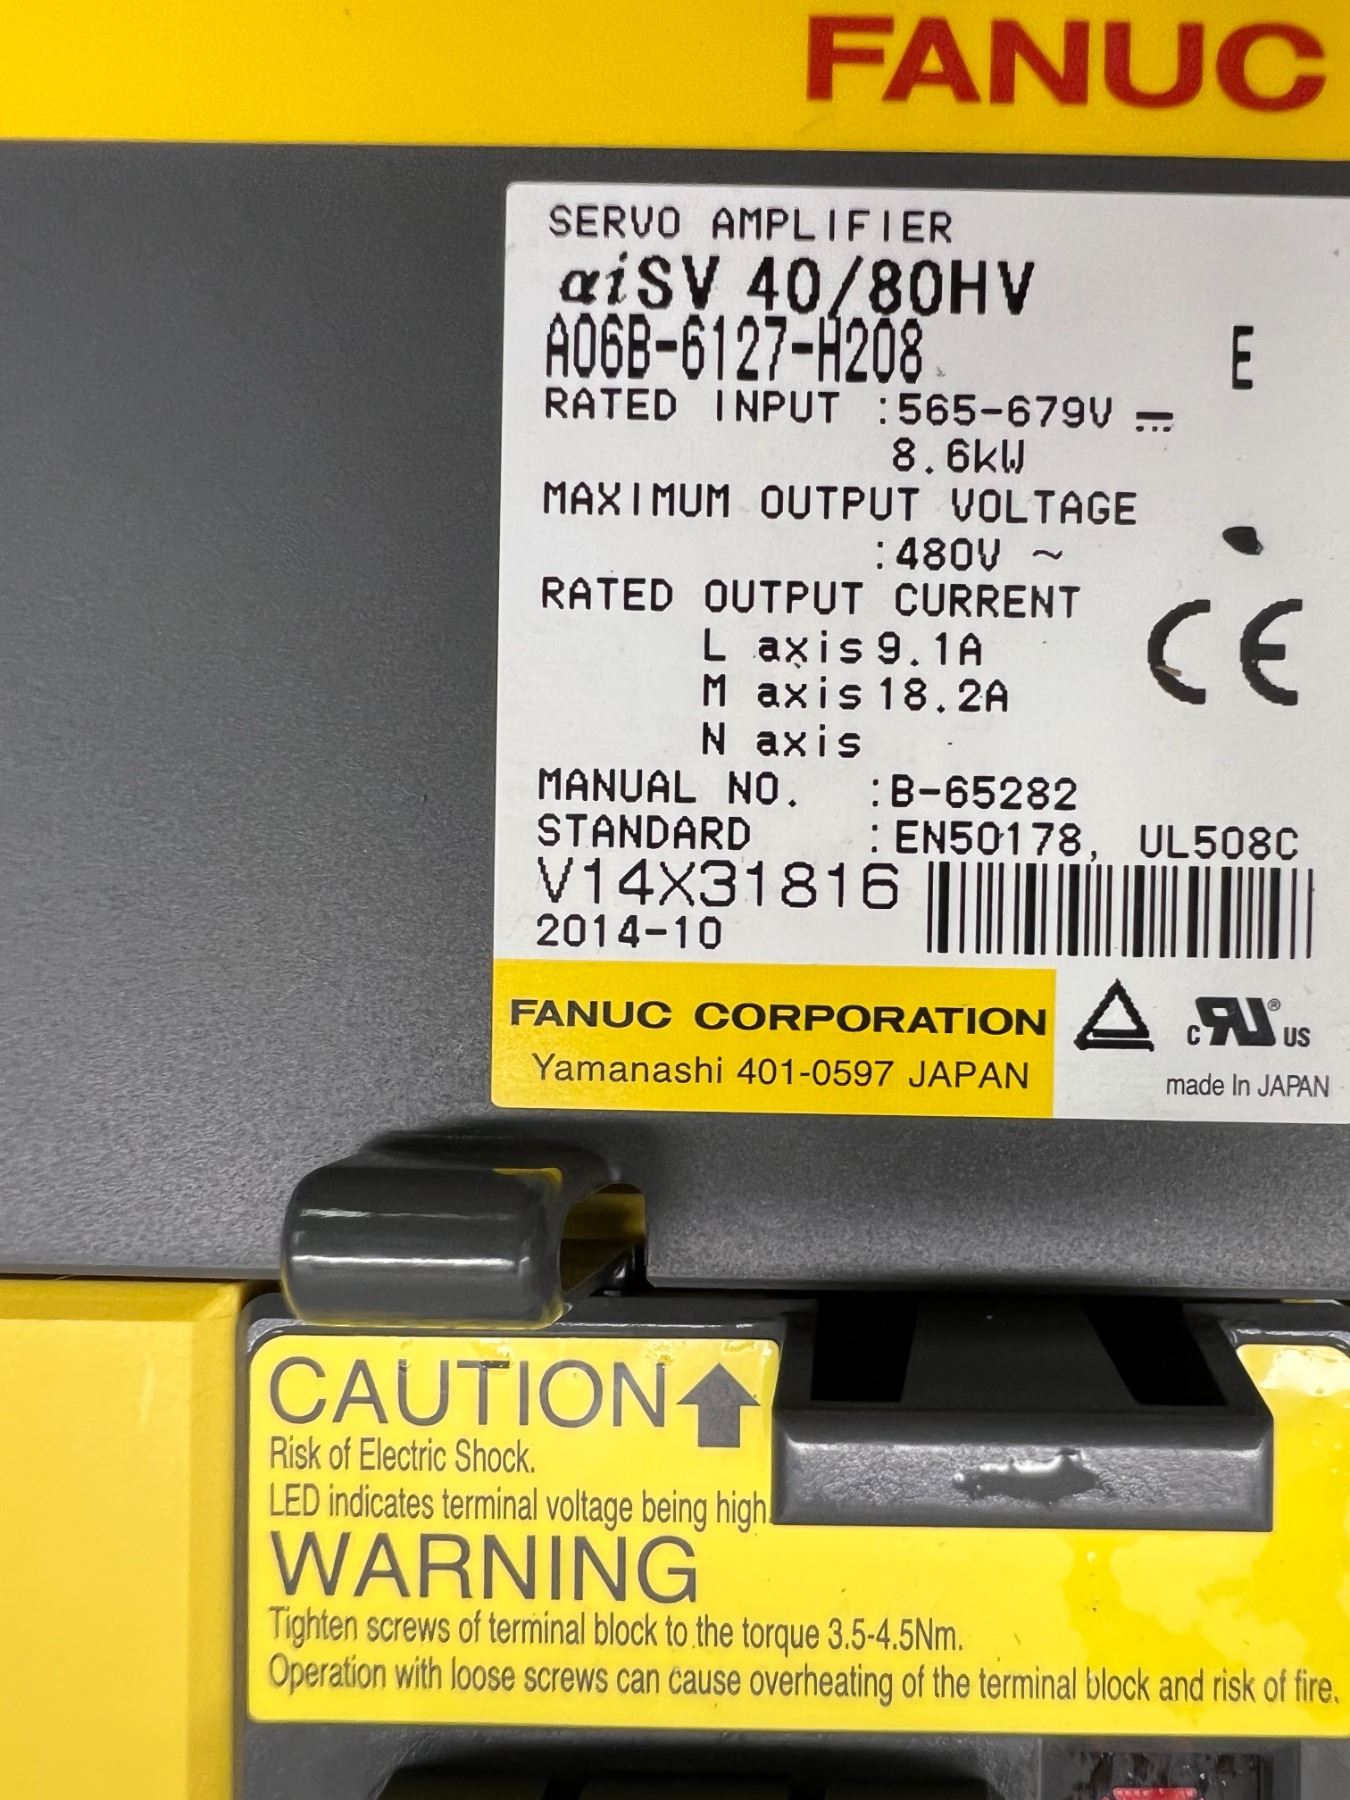 FANUC
SERVO AMPLIFIER
αiSV 40/80HV
A06B-6127-H208 E
RATED INPUT :565-679V ⎓
8.6kW
MAXIMUM OUTPUT VOLTAGE
:480V ~
RATED OUTPUT CURRENT
L axis 9.1A
M axis 18.2A
N axis
CE
MANUAL NO. :B-65282
STANDARD :EN50178, UL508C
V14X31816
2014-10
FANUC CORPORATION
Yamanashi 401-0597 JAPAN
c RU ® US
made In JAPAN
CAUTION
Risk of Electric Shock.
LED indicates terminal voltage being high.
WARNING
Tighten screws of terminal block to the torque 3.5-4.5Nm.
Operation with loose screws can cause overheating of the terminal block and risk of fire.